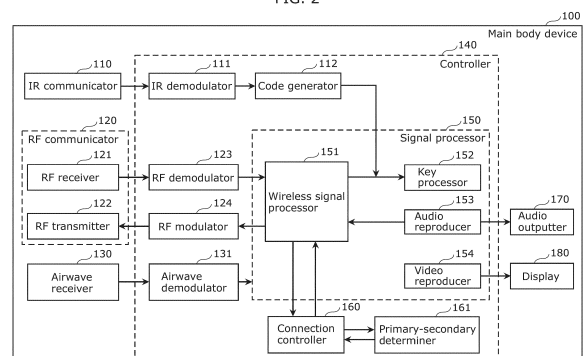 FIG. 2
100
Main body device
140
Controller
110
IR communicator
111
IR demodulator
112
Code generator
120
RF communicator
121
RF receiver
122
RF transmitter
123
RF demodulator
124
RF modulator
150
Signal processor
151
Wireless signal
processor
152
Key
processor
153
Audio
reproducer
154
Video
reproducer
170
Audio
outputter
180
Display
130
Airwave
receiver
131
Airwave
demodulator
160
Connection
controller
161
Primary-secondary
determiner